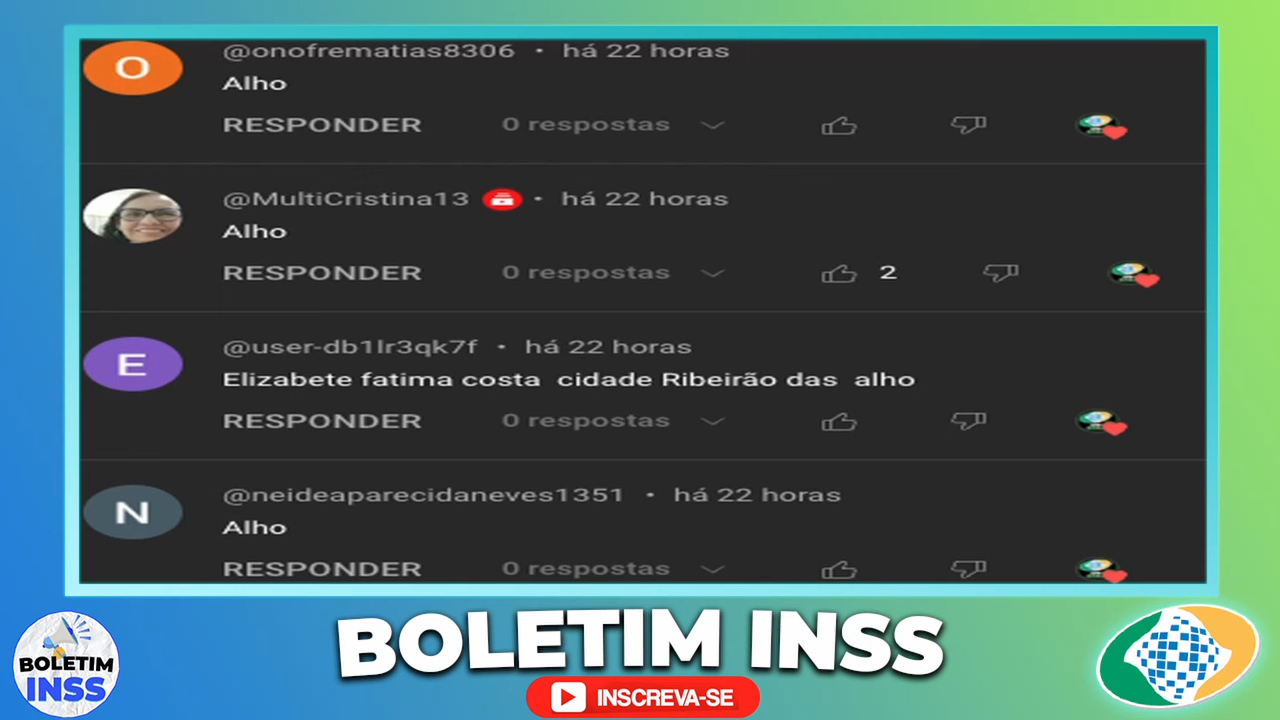 @onofrematias8306 • há 22 horas
Alho
RESPONDER 0 respostas
@MultiCristina13 • há 22 horas
Alho
RESPONDER 0 respostas 2
@user-db1lr3qk7f • há 22 horas
Elizabete fatima costa cidade Ribeirão das alho
RESPONDER 0 respostas
@neideaparecidaneves1351 • há 22 horas
Alho
RESPONDER 0 respostas
O
E
N
BOLETIM INSS
INSCREVA-SE
BOLETIM
INSS